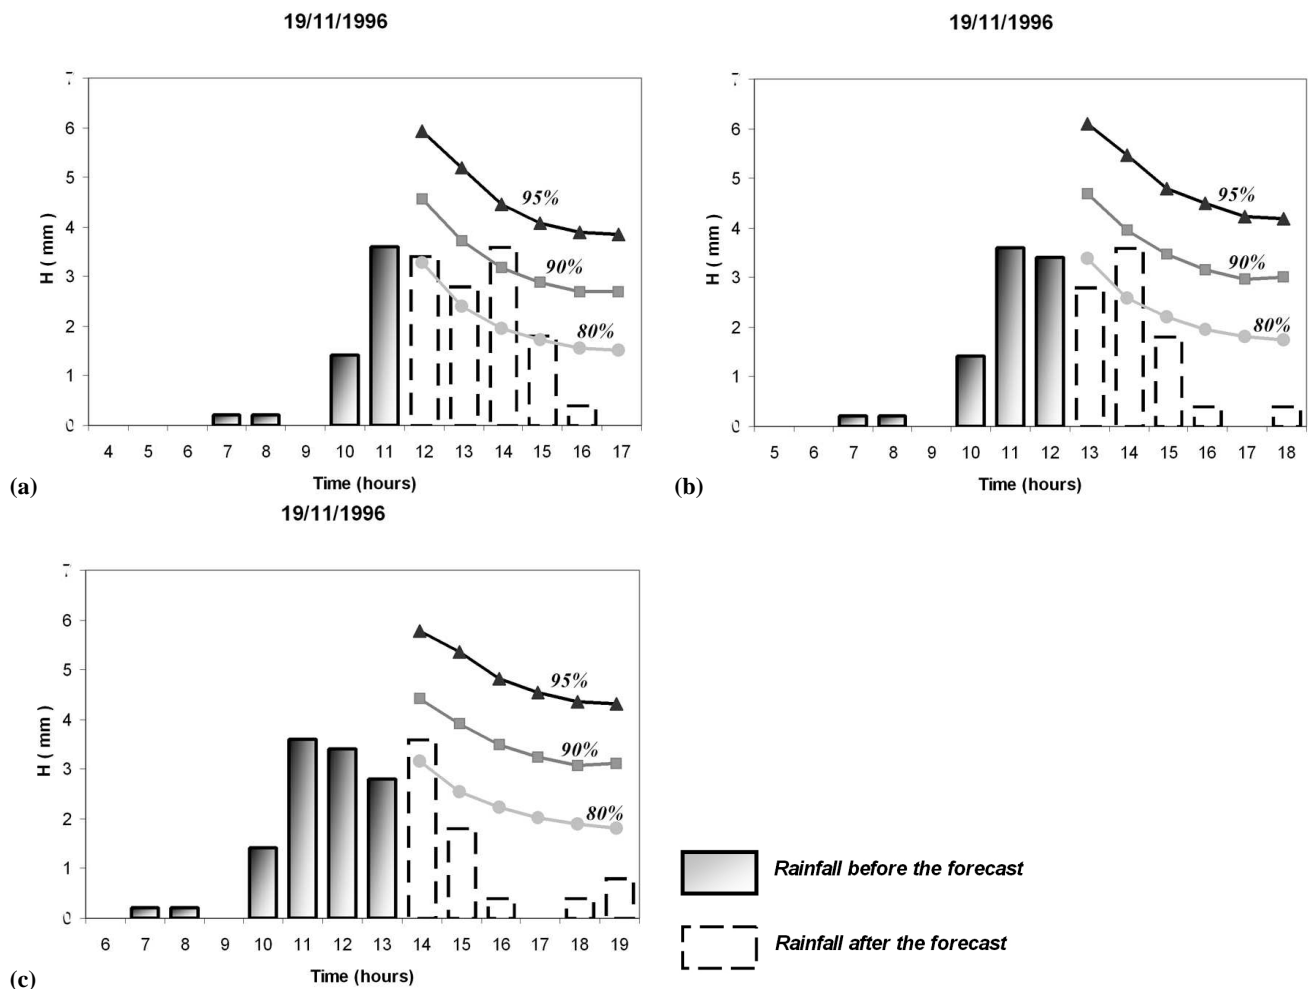 19/11/1996
7
6
5
4
3
2
1
0
H ( mm )
95%
90%
80%
4 5 6 7 8 9 10 11 12 13 14 15 16 17
Time (hours)
(a)
19/11/1996
7
6
5
4
3
2
1
0
H ( mm )
95%
90%
80%
5 6 7 8 9 10 11 12 13 14 15 16 17 18
Time (hours)
(b)
19/11/1996
7
6
5
4
3
2
1
0
H ( mm )
95%
90%
80%
6 7 8 9 10 11 12 13 14 15 16 17 18 19
Time (hours)
(c)
Rainfall before the forecast
Rainfall after the forecast